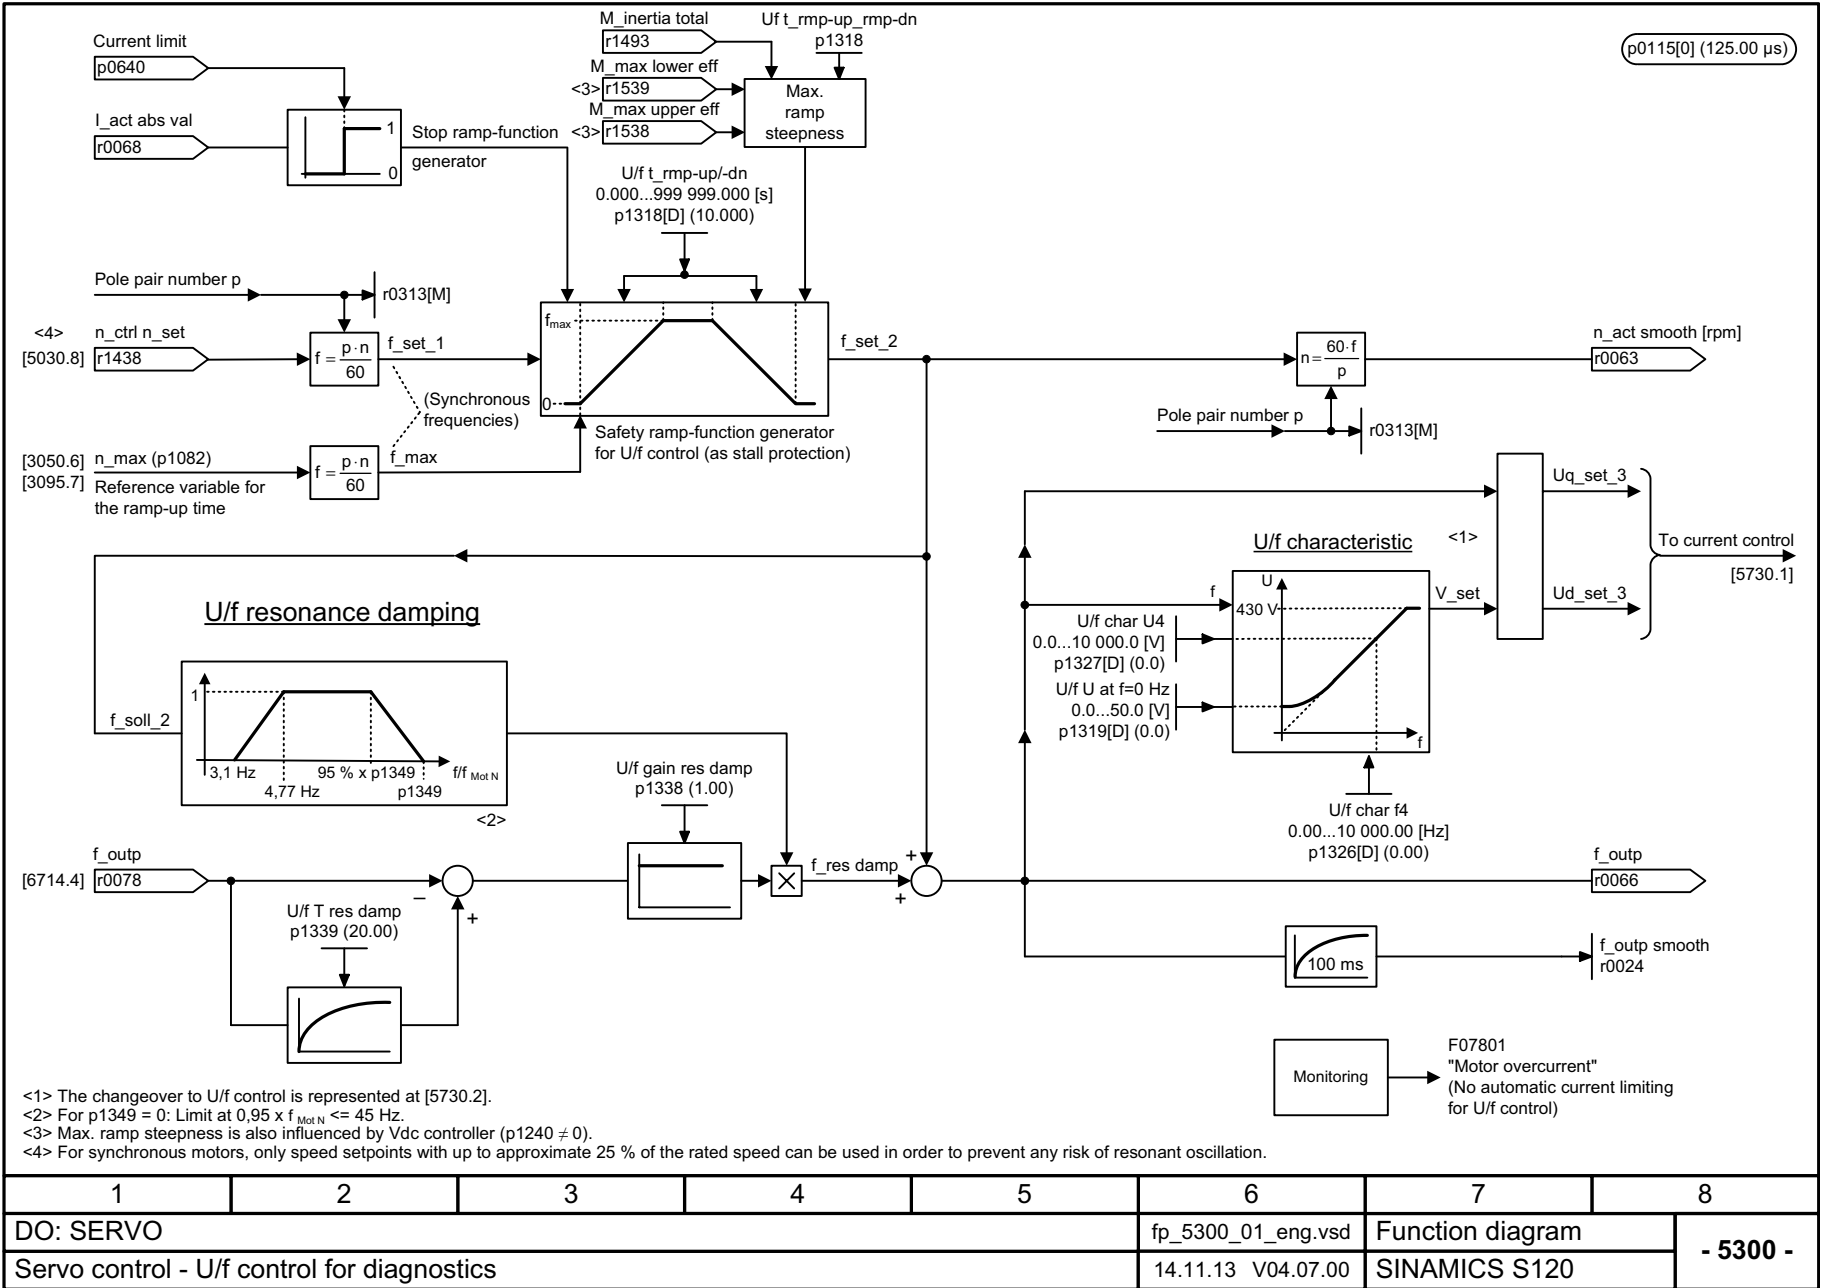 M_inertia total
r1493
Uf t_rmp-up_rmp-dn
p1318
p0115[0] (125.00 µs)
Current limit
p0640
M_max lower eff
<3> r1539
M_max upper eff
<3> r1538
Max.
ramp
steepness
I_act abs val
r0068
1
0
Stop ramp-function
generator
U/f t_rmp-up/-dn
0.000...999 999.000 [s]
p1318[D] (10.000)
Pole pair number p
r0313[M]
<4>
[5030.8]
n_ctrl n_set
r1438
f = p·n
60
f_set_1
(Synchronous
frequencies)
fmax
0
f_set_2
Safety ramp-function generator
for U/f control (as stall protection)
n = 60·f
p
n_act smooth [rpm]
r0063
Pole pair number p
r0313[M]
[3050.6]
[3095.7]
n_max (p1082)
Reference variable for
the ramp-up time
f = p·n
60
f_max
Uq_set_3
U/f characteristic
<1>
To current control
[5730.1]
Ud_set_3
f
U
430 V
f
V_set
U/f char U4
0.0...10 000.0 [V]
p1327[D] (0.0)
U/f U at f=0 Hz
0.0...50.0 [V]
p1319[D] (0.0)
U/f char f4
0.00...10 000.00 [Hz]
p1326[D] (0.00)
U/f resonance damping
f_soll_2
1
3,1 Hz
4,77 Hz
95 % x p1349
p1349
f/f Mot N
<2>
U/f gain res damp
p1338 (1.00)
f_outp
[6714.4] r0078
−
+
U/f T res damp
p1339 (20.00)
f_res damp
+
+
f_outp
r0066
100 ms
f_outp smooth
r0024
Monitoring
F07801
"Motor overcurrent"
(No automatic current limiting
for U/f control)
<1> The changeover to U/f control is represented at [5730.2].
<2> For p1349 = 0: Limit at 0,95 x f Mot N <= 45 Hz.
<3> Max. ramp steepness is also influenced by Vdc controller (p1240 ≠ 0).
<4> For synchronous motors, only speed setpoints with up to approximate 25 % of the rated speed can be used in order to prevent any risk of resonant oscillation.
1 2 3 4 5 6 7 8
DO: SERVO
fp_5300_01_eng.vsd
Function diagram
- 5300 -
Servo control - U/f control for diagnostics
14.11.13 V04.07.00
SINAMICS S120